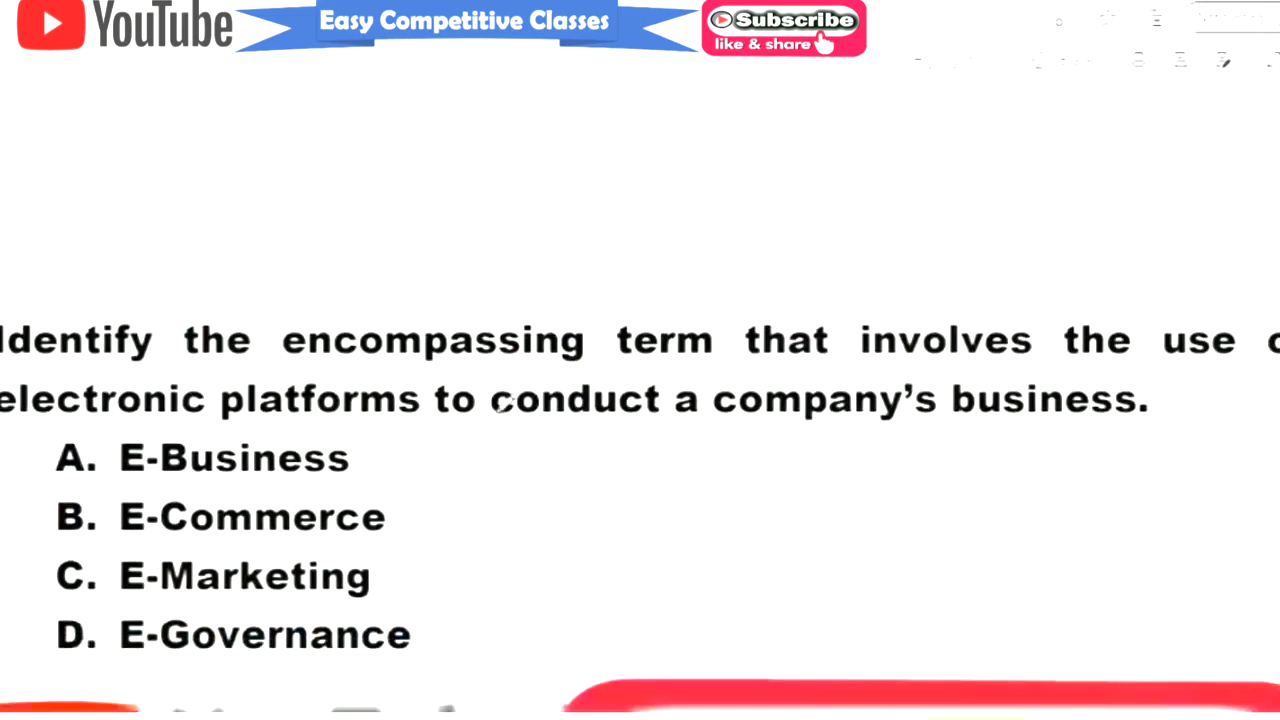 YouTube Easy Competitive Classes Subscribe
like & share
Identify the encompassing term that involves the use
electronic platforms to conduct a company's business.
A. E-Business
B. E-Commerce
C. E-Marketing
D. E-Governance